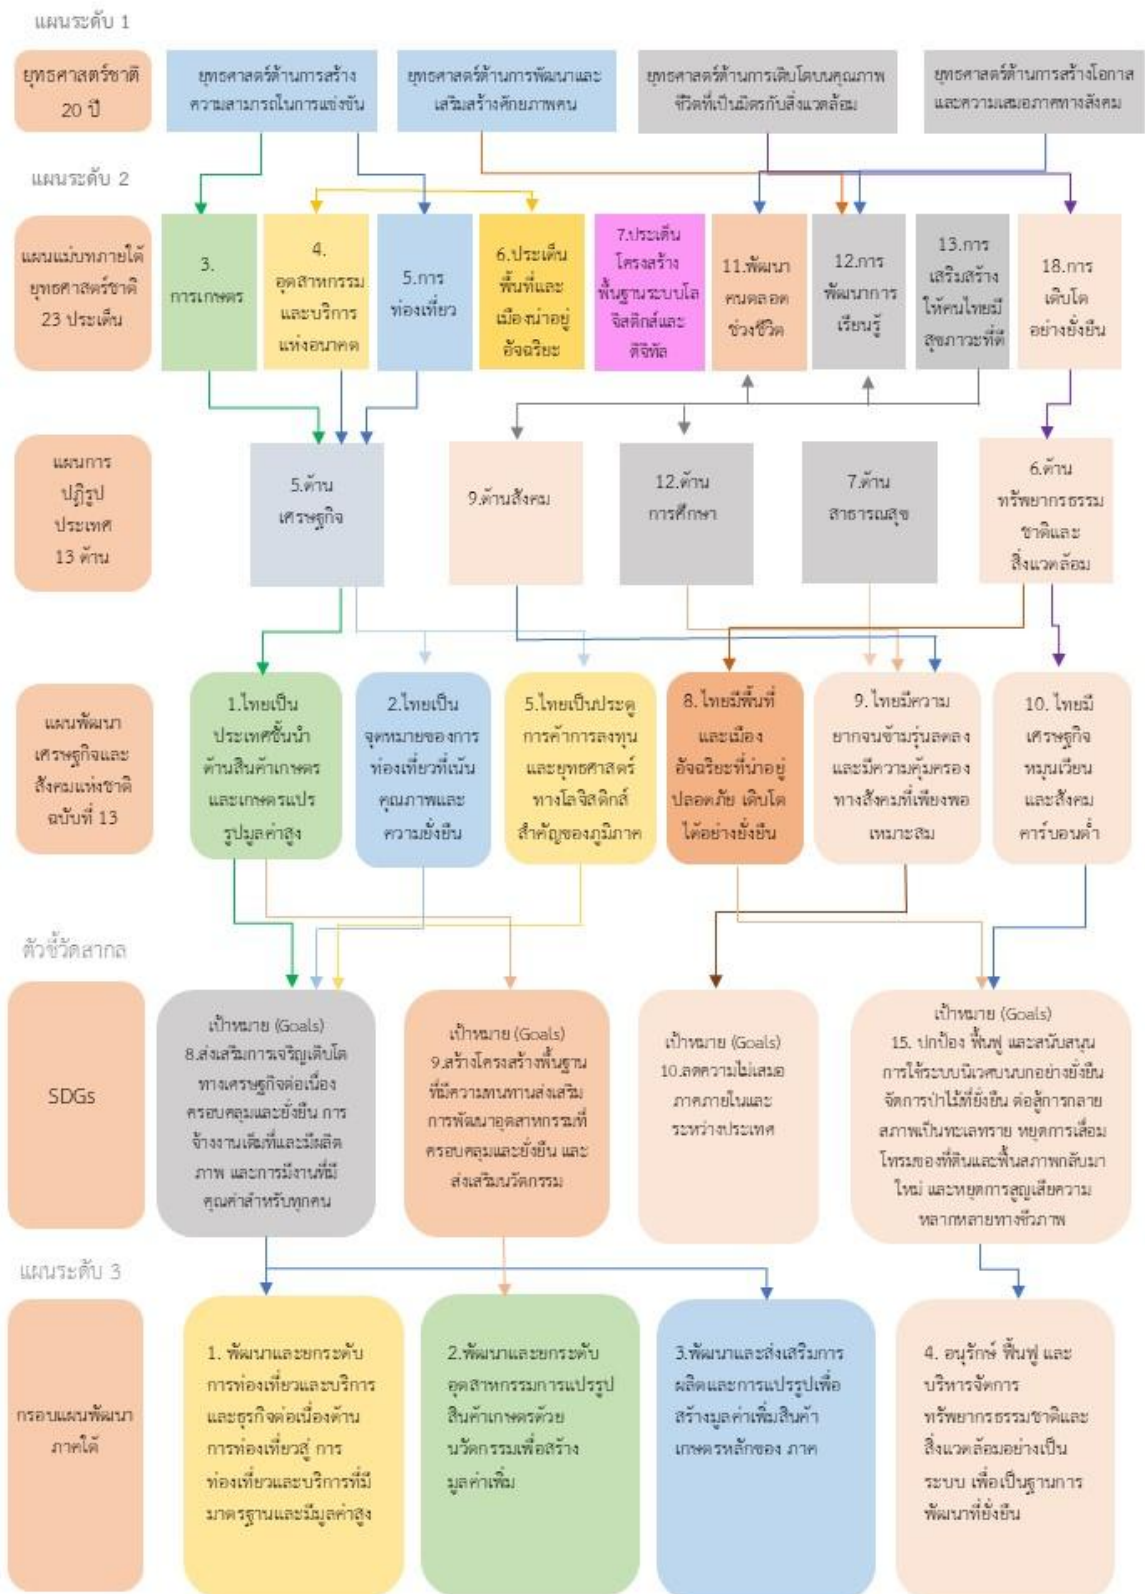 แผนระดับ 1
ยุทธศาสตร์ชาติ
20 ปี
ยุทธศาสตร์ด้านการสร้าง
ความสามารถในการแข่งขัน
ยุทธศาสตร์ด้านการพัฒนาและ
เสริมสร้างศักยภาพคน
ยุทธศาสตร์ด้านการเติบโตบนคุณภาพ
ชีวิตที่เป็นมิตรกับสิ่งแวดล้อม
ยุทธศาสตร์ด้านการสร้างโอกาส
และความเสมอภาคทางสังคม
แผนระดับ 2
แผนแม่บทภายใต้
ยุทธศาสตร์ชาติ
23 ประเด็น
3.
การเกษตร
4.
อุตสาหกรรม
และบริการ
แห่งอนาคต
5.การ
ท่องเที่ยว
6.ประเด็น
พื้นที่และ
เมืองน่าอยู่
อัจฉริยะ
7.ประเด็น
โครงสร้าง
พื้นฐานระบบโล
จิสติกส์และ
ดิจิทัล
11.พัฒนา
คนตลอด
ช่วงชีวิต
12.การ
พัฒนาการ
เรียนรู้
13.การ
เสริมสร้าง
ให้คนไทยมี
สุขภาวะที่ดี
18.การ
เติบโต
อย่างยั่งยืน
แผนการ
ปฏิรูป
ประเทศ
13 ด้าน
5.ด้าน
เศรษฐกิจ
9.ด้านสังคม
12.ด้าน
การศึกษา
7.ด้าน
สาธารณสุข
6.ด้าน
ทรัพยากรธรรม
ชาติและ
สิ่งแวดล้อม
แผนพัฒนา
เศรษฐกิจและ
สังคมแห่งชาติ
ฉบับที่ 13
1.ไทยเป็น
ประเทศชั้นนำ
ด้านสินค้าเกษตร
และเกษตรแปร
รูปมูลค่าสูง
2.ไทยเป็น
จุดหมายของการ
ท่องเที่ยวที่เน้น
คุณภาพและ
ความยั่งยืน
5.ไทยเป็นประตู
การค้าการลงทุน
และยุทธศาสตร์
ทางโลจิสติกส์
สำคัญของภูมิภาค
8.ไทยมีพื้นที่
และเมือง
อัจฉริยะที่น่าอยู่
ปลอดภัย เติบโต
ได้อย่างยั่งยืน
9. ไทยมีความ
ยากจนข้ามรุ่นลดลง
และมีความคุ้มครอง
ทางสังคมที่เพียงพอ
เหมาะสม
10. ไทยมี
เศรษฐกิจ
หมุนเวียน
และสังคม
คาร์บอนต่ำ
ตัวชี้วัดสากล
SDGs
เป้าหมาย (Goals)
8.ส่งเสริมการเจริญเติบโต
ทางเศรษฐกิจต่อเนื่อง
ครอบคลุมและยั่งยืน การ
จ้างงานเต็มที่และมีผลิต
ภาพ และการมีงานที่มี
คุณค่าสำหรับทุกคน
เป้าหมาย (Goals)
9.สร้างโครงสร้างพื้นฐาน
ที่มีความทนทานส่งเสริม
การพัฒนาอุตสาหกรรมที่
ครอบคลุมและยั่งยืน และ
ส่งเสริมนวัตกรรม
เป้าหมาย (Goals)
10.ลดความไม่เสมอ
ภาคภายในและ
ระหว่างประเทศ
เป้าหมาย (Goals)
15. ปกป้อง ฟื้นฟู และสนับสนุน
การใช้ระบบนิเวศบนบกอย่างยั่งยืน
จัดการป่าไม้ที่ยั่งยืน ต่อสู้การกลาย
สภาพเป็นทะเลทราย หยุดการเสื่อม
โทรมของที่ดินและฟื้นสภาพกลับมา
ใหม่ และหยุดการสูญเสียความ
หลากหลายทางชีวภาพ
แผนระดับ 3
กรอบแผนพัฒนา
ภาคใต้
1. พัฒนาและยกระดับ
การท่องเที่ยวและบริการ
และธุรกิจต่อเนื่องด้าน
การท่องเที่ยวสู่ การ
ท่องเที่ยวและบริการที่มี
มาตรฐานและมีมูลค่าสูง
2.พัฒนาและยกระดับ
อุตสาหกรรมการแปรรูป
สินค้าเกษตรด้วย
นวัตกรรมเพื่อสร้าง
มูลค่าเพิ่ม
3.พัฒนาและส่งเสริมการ
ผลิตและการแปรรูปเพื่อ
สร้างมูลค่าเพิ่มสินค้า
เกษตรหลักของ ภาค
4. อนุรักษ์ ฟื้นฟู และ
บริหารจัดการ
ทรัพยากรธรรมชาติและ
สิ่งแวดล้อมอย่างเป็น
ระบบ เพื่อเป็นฐานการ
พัฒนาที่ยั่งยืน